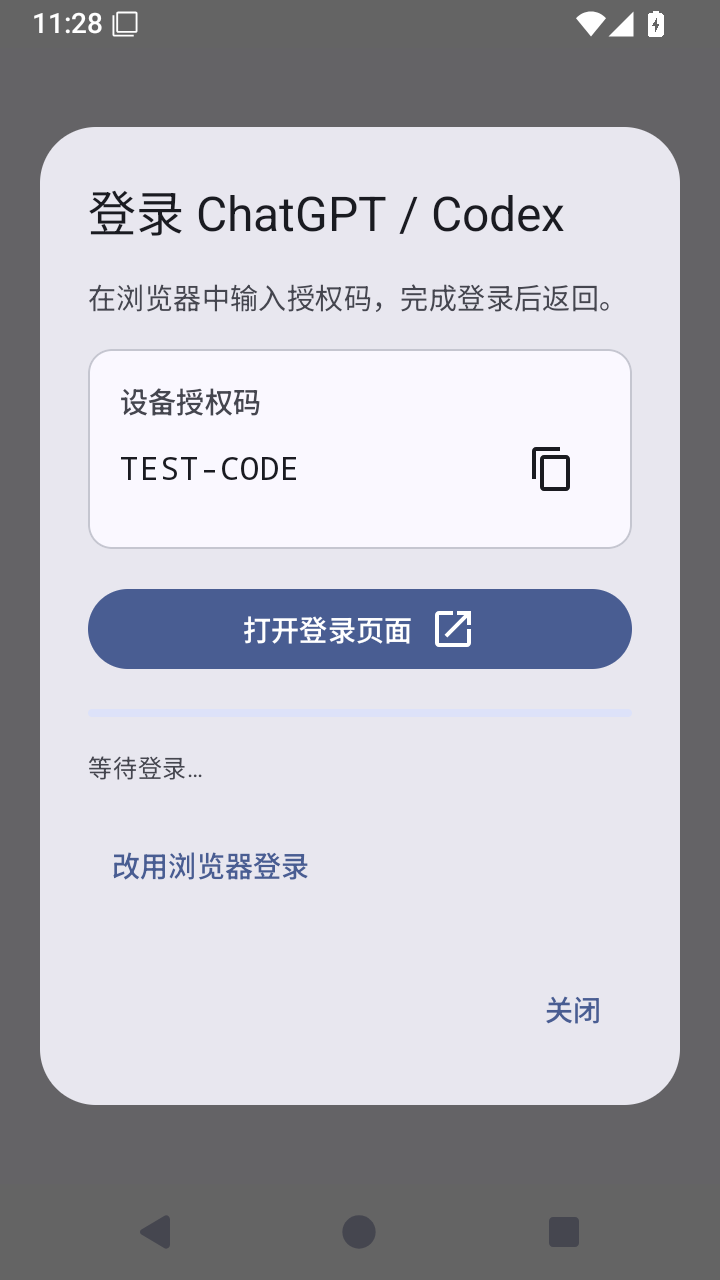 11:28
登录 ChatGPT / Codex
在浏览器中输入授权码，完成登录后返回。
设备授权码
TEST-CODE
打开登录页面
等待登录…
改用浏览器登录
关闭